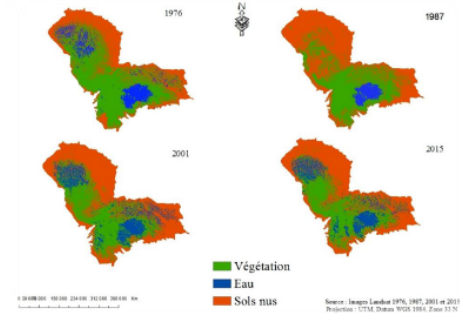 1976
N
1987
2001
2015
Végétation
Eau
Sols nus
Km
Source : Images Landsat 1976, 1987, 2001 et 2015
Projection : UTM, Datum WGS 1984, Zone 33 N